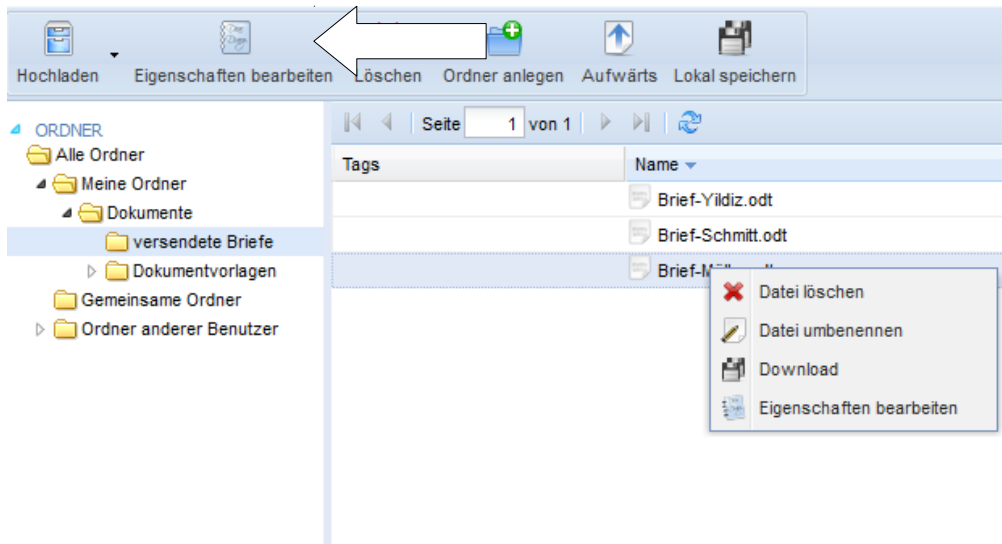 Hochladen Eigenschaften bearbeiten Löschen Ordner anlegen Aufwärts Lokal speichern
ORDNER
Alle Ordner
Meine Ordner
Dokumente
versendete Briefe
Dokumentvorlagen
Gemeinsame Ordner
Ordner anderer Benutzer
Seite 1 von 1
Tags Name
Brief-Yildiz.odt
Brief-Schmitt.odt
Datei löschen
Datei umbenennen
Download
Eigenschaften bearbeiten